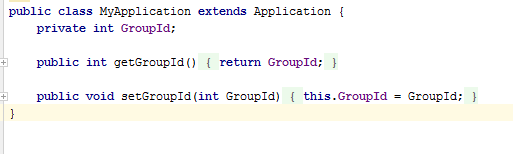 public class MyApplication extends Application {
private int GroupId;
public int getGroupId() { return GroupId; }
public void setGroupId(int GroupId) { this.GroupId = GroupId; }
}